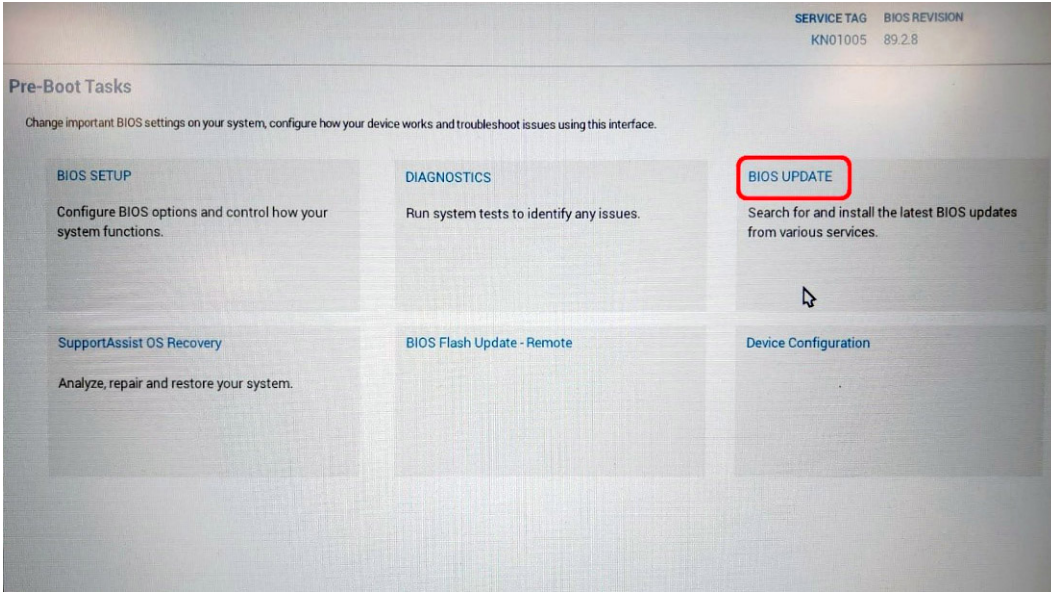 SERVICE TAG BIOS REVISION
KN01005 89.2.8
Pre-Boot Tasks
Change important BIOS settings on your system, configure how your device works and troubleshoot issues using this interface.
BIOS SETUP
Configure BIOS options and control how your
system functions.
DIAGNOSTICS
Run system tests to identify any issues.
BIOS UPDATE
Search for and install the latest BIOS updates
from various services.
SupportAssist OS Recovery
Analyze, repair and restore your system.
BIOS Flash Update - Remote
Device Configuration